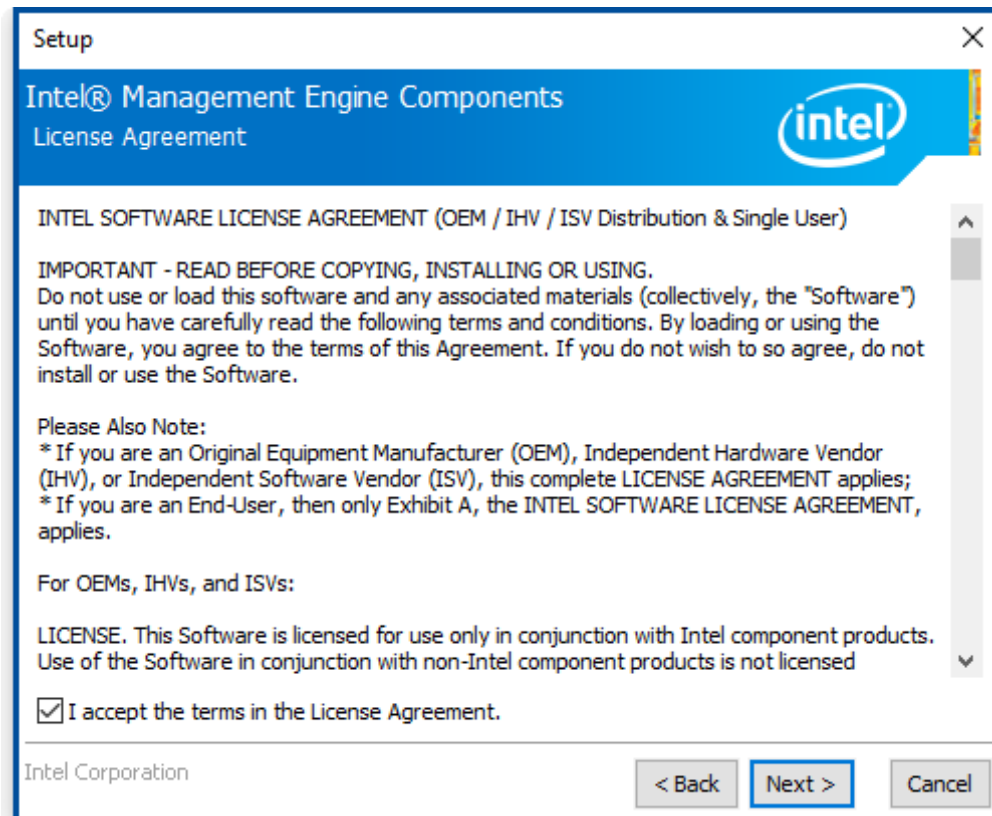 Setup
Intel® Management Engine Components
License Agreement
intel
INTEL SOFTWARE LICENSE AGREEMENT (OEM / IHV / ISV Distribution & Single User)
IMPORTANT - READ BEFORE COPYING, INSTALLING OR USING.
Do not use or load this software and any associated materials (collectively, the "Software")
until you have carefully read the following terms and conditions. By loading or using the
Software, you agree to the terms of this Agreement. If you do not wish to so agree, do not
install or use the Software.
Please Also Note:
* If you are an Original Equipment Manufacturer (OEM), Independent Hardware Vendor
(IHV), or Independent Software Vendor (ISV), this complete LICENSE AGREEMENT applies;
* If you are an End-User, then only Exhibit A, the INTEL SOFTWARE LICENSE AGREEMENT,
applies.
For OEMs, IHVs, and ISVs:
LICENSE. This Software is licensed for use only in conjunction with Intel component products.
Use of the Software in conjunction with non-Intel component products is not licensed
I accept the terms in the License Agreement.
Intel Corporation
< Back
Next >
Cancel